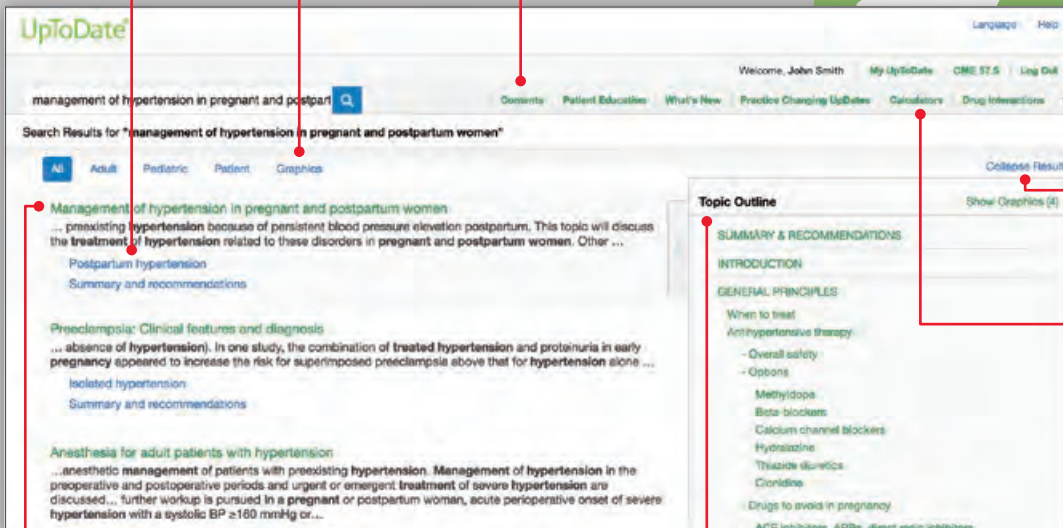 UpToDate®
Language Help
Welcome, John Smith My UpToDate CME 57.5 Log Out
management of hypertension in pregnant and postpart
Contents Patient Education What's New Practice Changing UpDates Calculators Drug Interactions
Search Results for "management of hypertension in pregnant and postpartum women"
All Adult Pediatric Patient Graphics
Collapse Result
Management of hypertension in pregnant and postpartum women
... preexisting hypertension because of persistent blood pressure elevation postpartum. This topic will discuss
the treatment of hypertension related to these disorders in pregnant and postpartum women. Other ...
Postpartum hypertension
Summary and recommendations
Preeclampsia: Clinical features and diagnosis
... absence of hypertension). In one study, the combination of treated hypertension and proteinuria in early
pregnancy appeared to increase the risk for superimposed preeclampsia above that for hypertension alone ...
Isolated hypertension
Summary and recommendations
Anesthesia for adult patients with hypertension
...anesthetic management of patients with preexisting hypertension. Management of hypertension in the
preoperative and postoperative periods and urgent or emergent treatment of severe hypertension are
discussed... further workup is pursued In a pregnant or postpartum woman, acute perioperative onset of severe
hypertension with a systolic BP ≥160 mmHg or...
Topic Outline Show Graphics (4)
SUMMARY & RECOMMENDATIONS
INTRODUCTION
GENERAL PRINCIPLES
When to treat
Antihypertensive therapy
- Overall safety
- Options
Methyldopa
Beta-blockers
Calcium channel blockers
Hydralazine
Thiazide diuretics
Clonidine
- Drugs to avoid in pregnancy
ACE inhibitors, ARBs, direct renin inhibitors